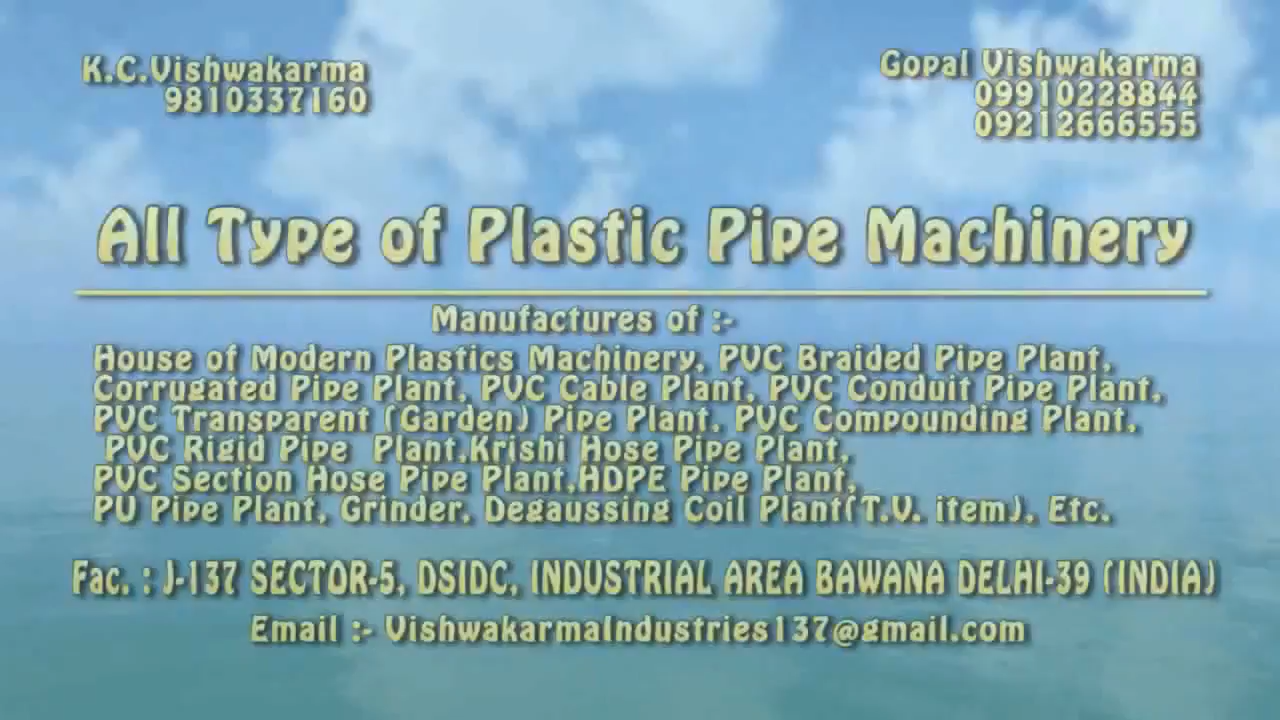 K.C.Vishwakarma
9810337160
Gopal Vishwakarma
09910228844
09212666555
All Type of Plastic Pipe Machinery
Manufactures of :-
House of Modern Plastics Machinery, PVC Braided Pipe Plant,
Corrugated Pipe Plant, PVC Cable Plant, PVC Conduit Pipe Plant,
PVC Transparent (Garden) Pipe Plant, PVC Compounding Plant,
PVC Rigid Pipe Plant,Krishi Hose Pipe Plant,
PVC Section Hose Pipe Plant,HDPE Pipe Plant,
PU Pipe Plant, Grinder, Degaussing Coil Plant(T.V. item), Etc.
Fac. : J-137 SECTOR-5, DSIDC, INDUSTRIAL AREA BAWANA DELHI-39 (INDIA)
Email :- VishwakarmaIndustries137@gmail.com